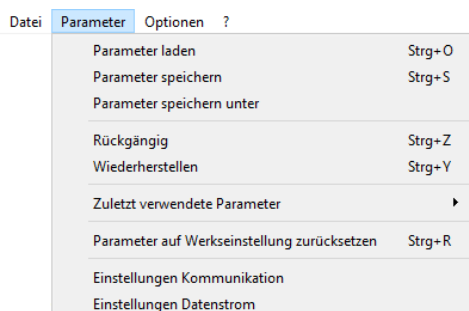 Datei Parameter Optionen ?
Parameter laden Strg+O
Parameter speichern Strg+S
Parameter speichern unter
Rückgängig Strg+Z
Wiederherstellen Strg+Y
Zuletzt verwendete Parameter
Parameter auf Werkseinstellung zurücksetzen Strg+R
Einstellungen Kommunikation
Einstellungen Datenstrom